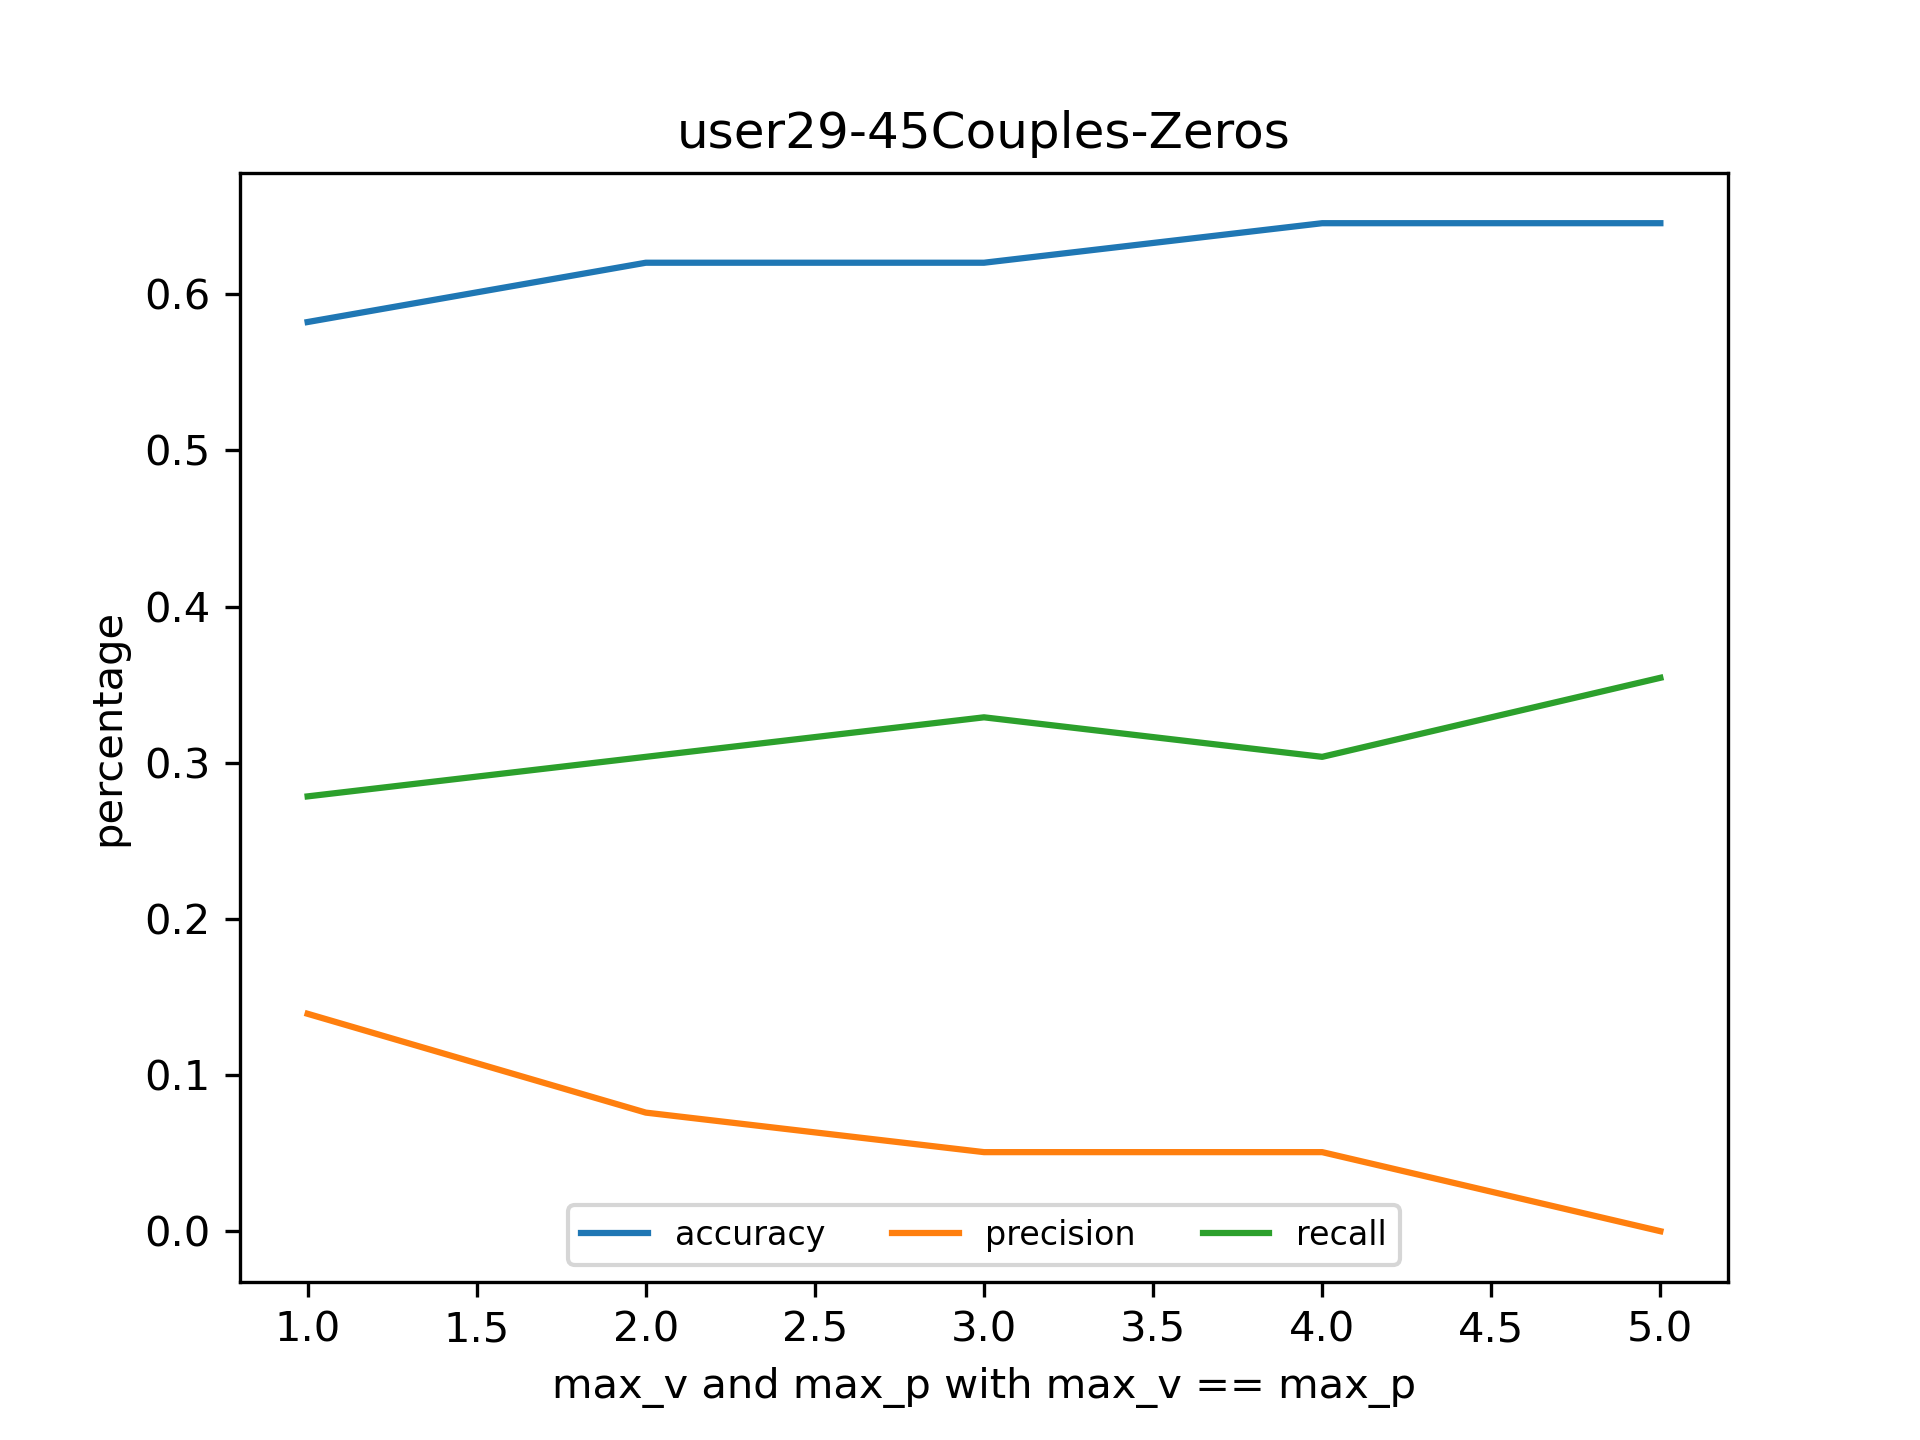 user29-45Couples-Zeros
percentage
0.6
0.5
0.4
0.3
0.2
0.1
0.0
accuracy precision recall
1.0 1.5 2.0 2.5 3.0 3.5 4.0 4.5 5.0
max_v and max_p with max_v == max_p